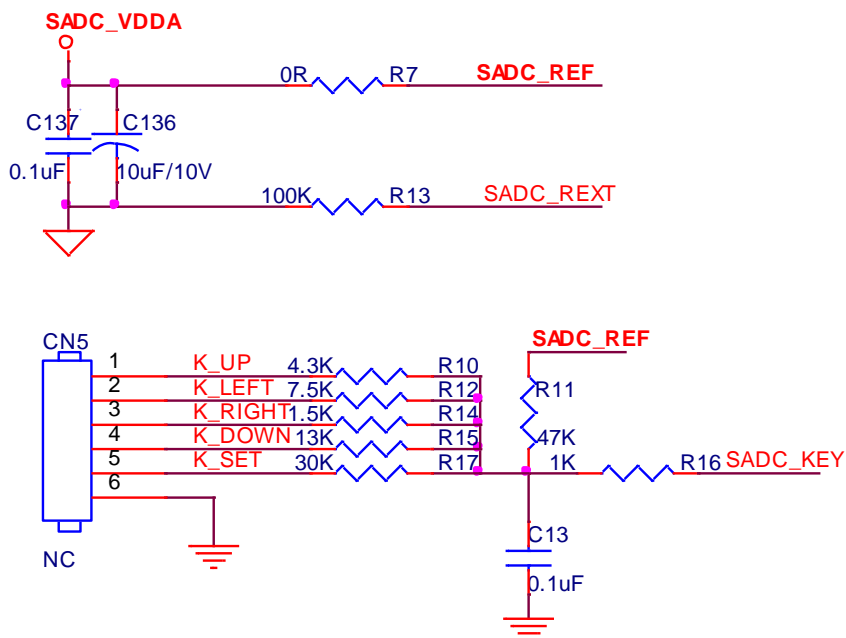 SADC_VDDA
0R R7 SADC_REF
C137 C136
0.1uF 10uF/10V
100K R13 SADC_REXT
CN5 SADC_REF
1 K_UP 4.3K R10
2 K_LEFT 7.5K R12 R11
3 K_RIGHT 1.5K R14
4 K_DOWN 13K R15 47K
5 K_SET 30K R17 1K R16 SADC_KEY
6
C13
NC
0.1uF